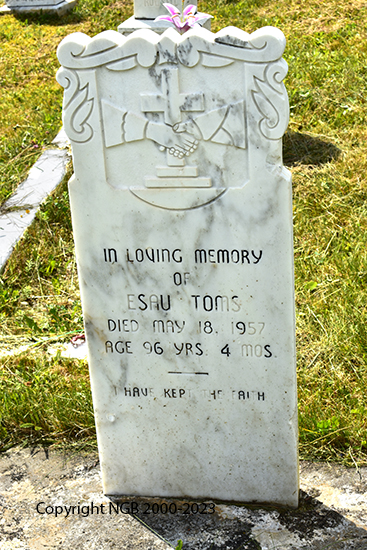 IN LOVING MEMORY
OF
ESAU TOMS
DIED MAY 18, 1957
AGE 96 YRS. 4 MOS.
I HAVE KEPT THE FAITH
Copyright NGB 2000-2023